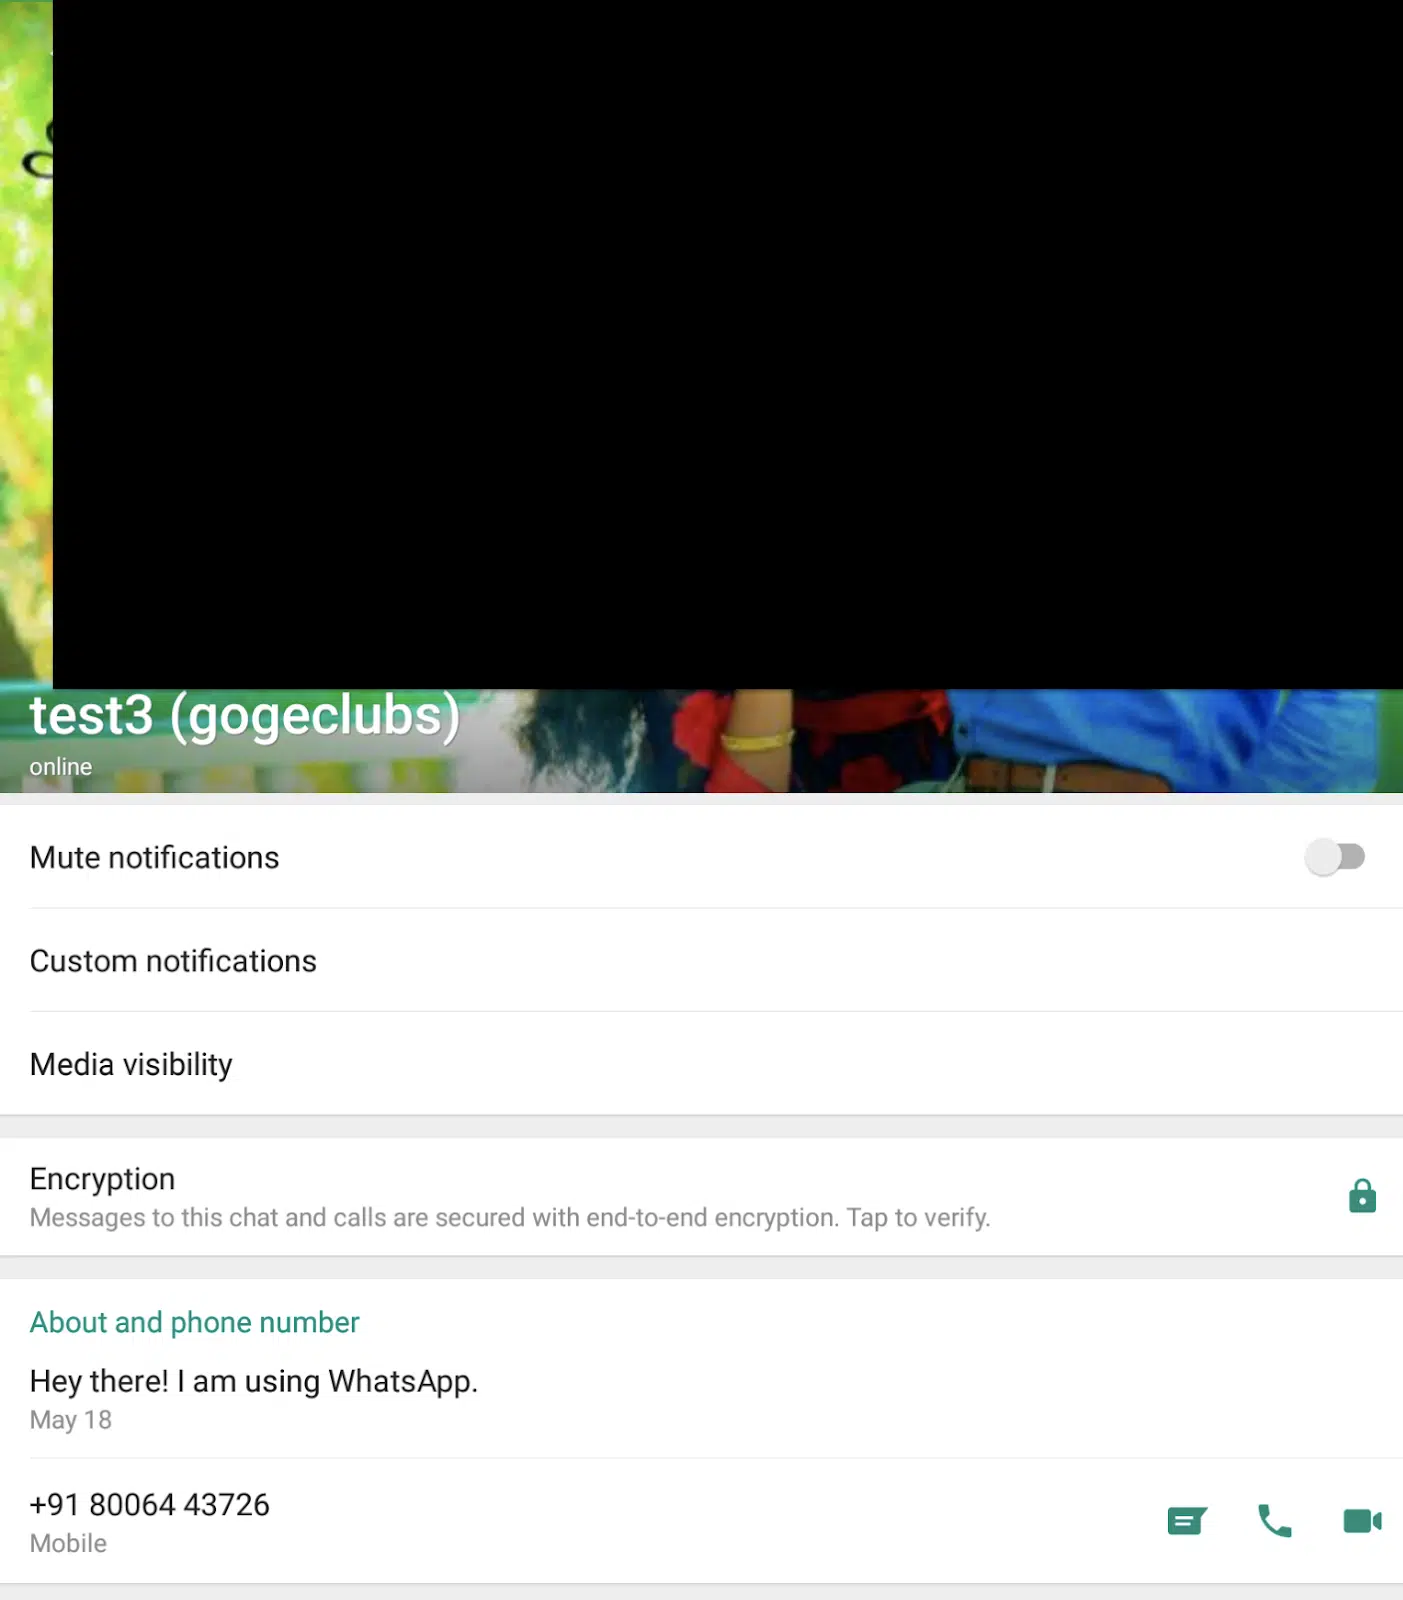 test3 (gogeclubs)
online
Mute notifications
Custom notifications
Media visibility
Encryption
Messages to this chat and calls are secured with end-to-end encryption. Tap to verify.
About and phone number
Hey there! I am using WhatsApp.
May 18
+91 80064 43726
Mobile